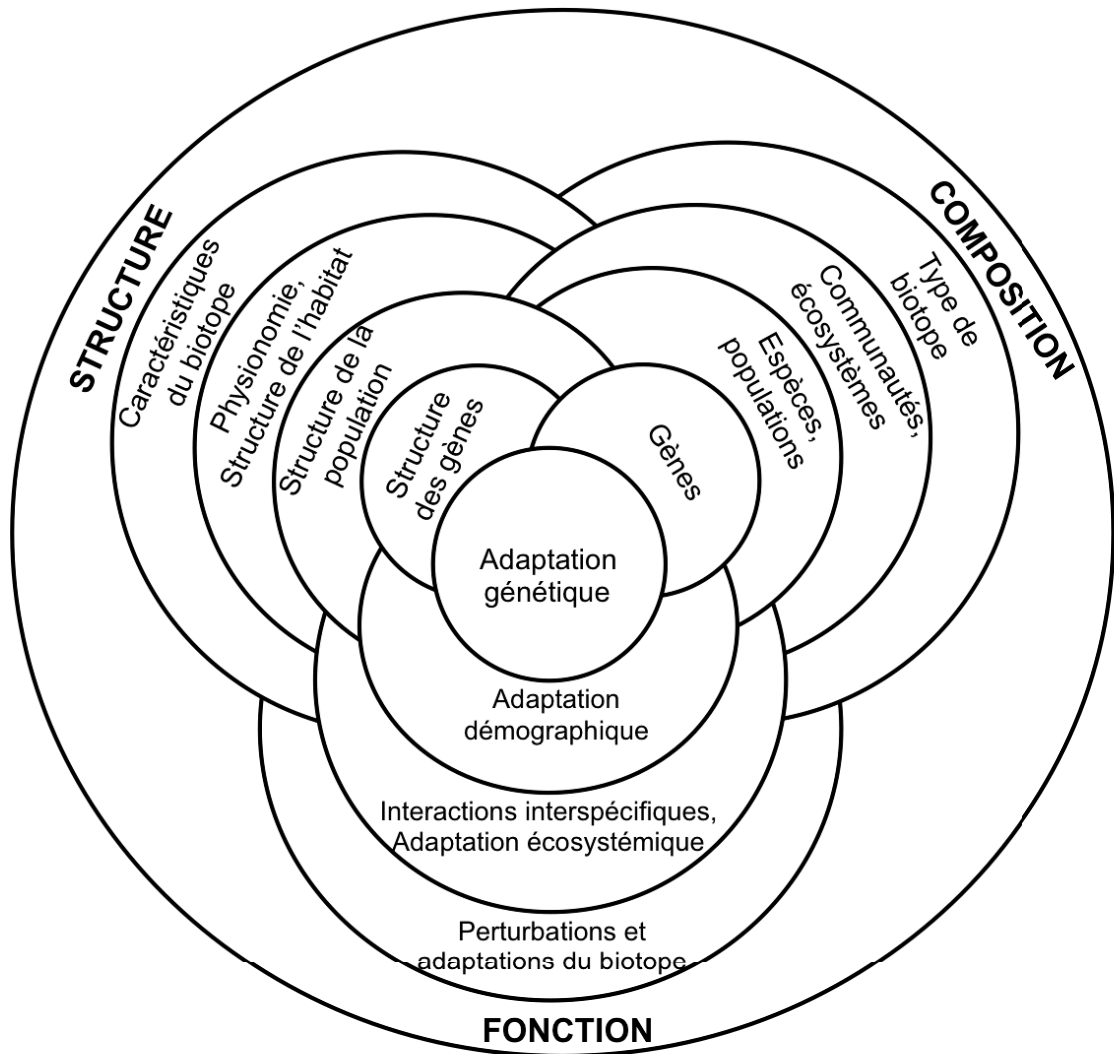 STRUCTURE
Caractéristiques
du biotope
Physionomie,
Structure de l'habitat
Structure de la
population
Structure
des gènes
COMPOSITION
Type de
biotope
Communautés,
écosystèmes
Espèces,
populations
Gènes
Adaptation
génétique
Adaptation
démographique
Interactions interspécifiques,
Adaptation écosystémique
Perturbations et
adaptations du biotope
FONCTION